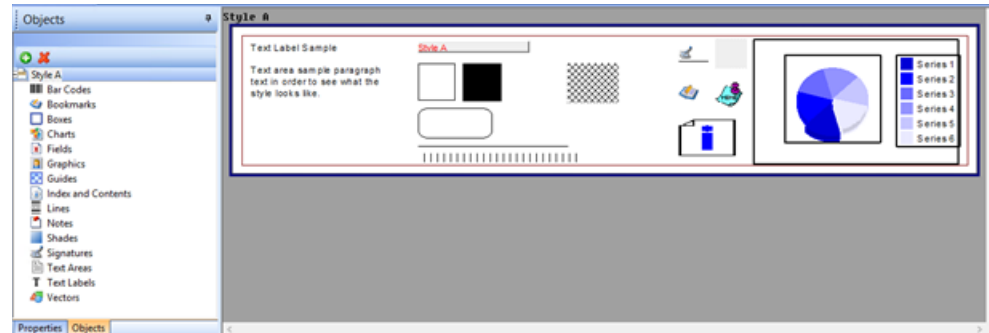 Objects
Style A
Bar Codes
Bookmarks
Boxes
Charts
Fields
Graphics
Guides
Index and Contents
Lines
Notes
Shades
Signatures
Text Areas
Text Labels
Vectors
Properties
Objects
Style A
Text Label Sample
Text area sample paragraph
text in order to see what the
style looks like.
Style A
Series 1
Series 2
Series 3
Series 4
Series 5
Series 6